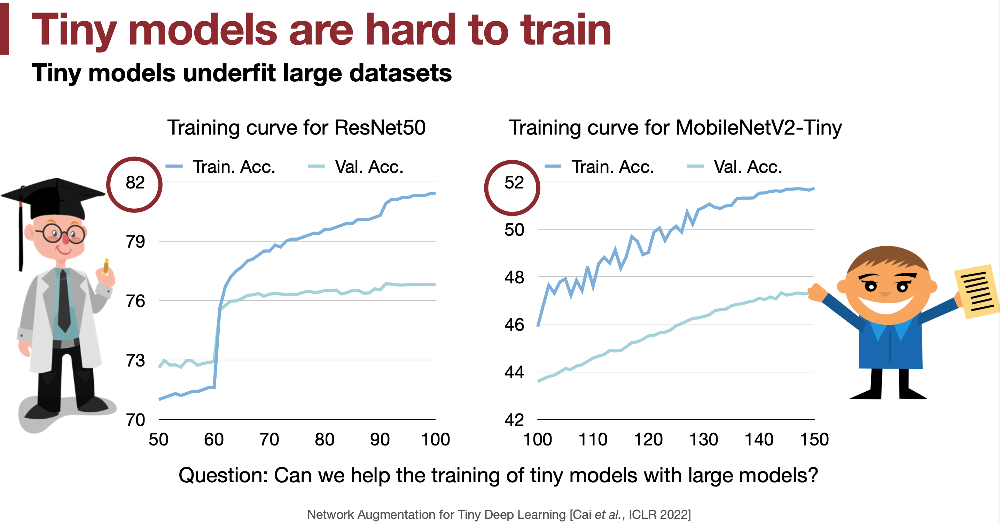 Tiny models are hard to train
Tiny models underfit large datasets
Training curve for ResNet50
Train. Acc. Val. Acc.
82
79
76
73
70
50 60 70 80 90 100
Training curve for MobileNetV2-Tiny
Train. Acc. Val. Acc.
52
50
48
46
44
42
100 110 120 130 140 150
Question: Can we help the training of tiny models with large models?
Network Augmentation for Tiny Deep Learning [Cai et al., ICLR 2022]